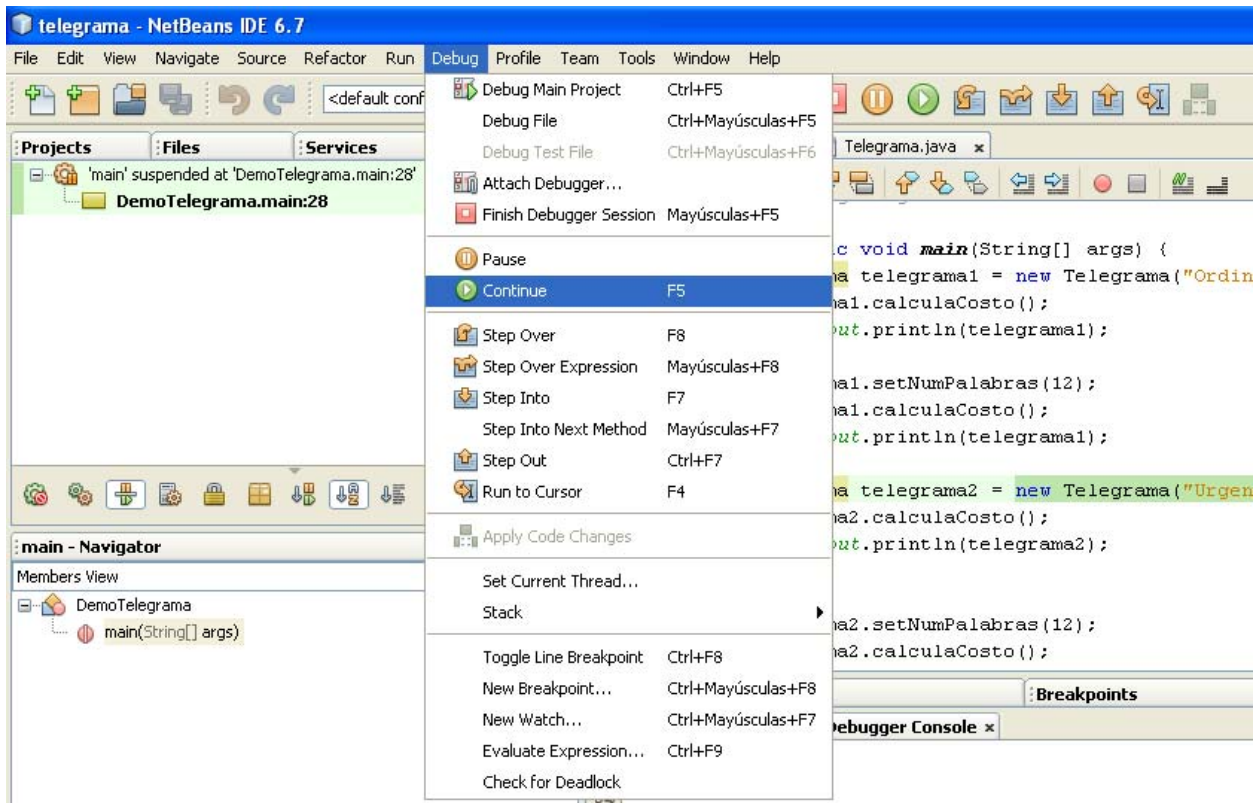 telegrama - NetBeans IDE 6.7
File Edit View Navigate Source Refactor Run Debug Profile Team Tools Window Help
<default conf
Projects Files Services
'main' suspended at 'DemoTelegrama.main:28'
DemoTelegrama.main:28
main - Navigator
Members View
DemoTelegrama
main(String[] args)
Debug Main Project Ctrl+F5
Debug File Ctrl+Mayúsculas+F5
Debug Test File Ctrl+Mayúsculas+F6
Attach Debugger...
Finish Debugger Session Mayúsculas+F5
Pause
Continue F5
Step Over F8
Step Over Expression Mayúsculas+F8
Step Into F7
Step Into Next Method Mayúsculas+F7
Step Out Ctrl+F7
Run to Cursor F4
Apply Code Changes
Set Current Thread...
Stack
Toggle Line Breakpoint Ctrl+F8
New Breakpoint... Ctrl+Mayúsculas+F8
New Watch... Ctrl+Mayúsculas+F7
Evaluate Expression... Ctrl+F9
Check for Deadlock
Telegrama.java x
c void main(String[] args) {
a telegrama1 = new Telegrama("Ordin
a1.calculaCosto();
ut.println(telegrama1);
a1.setNumPalabras(12);
a1.calculaCosto();
ut.println(telegrama1);
a telegrama2 = new Telegrama("Urgen
a2.calculaCosto();
ut.println(telegrama2);
a2.setNumPalabras(12);
a2.calculaCosto();
Breakpoints
Debugger Console x